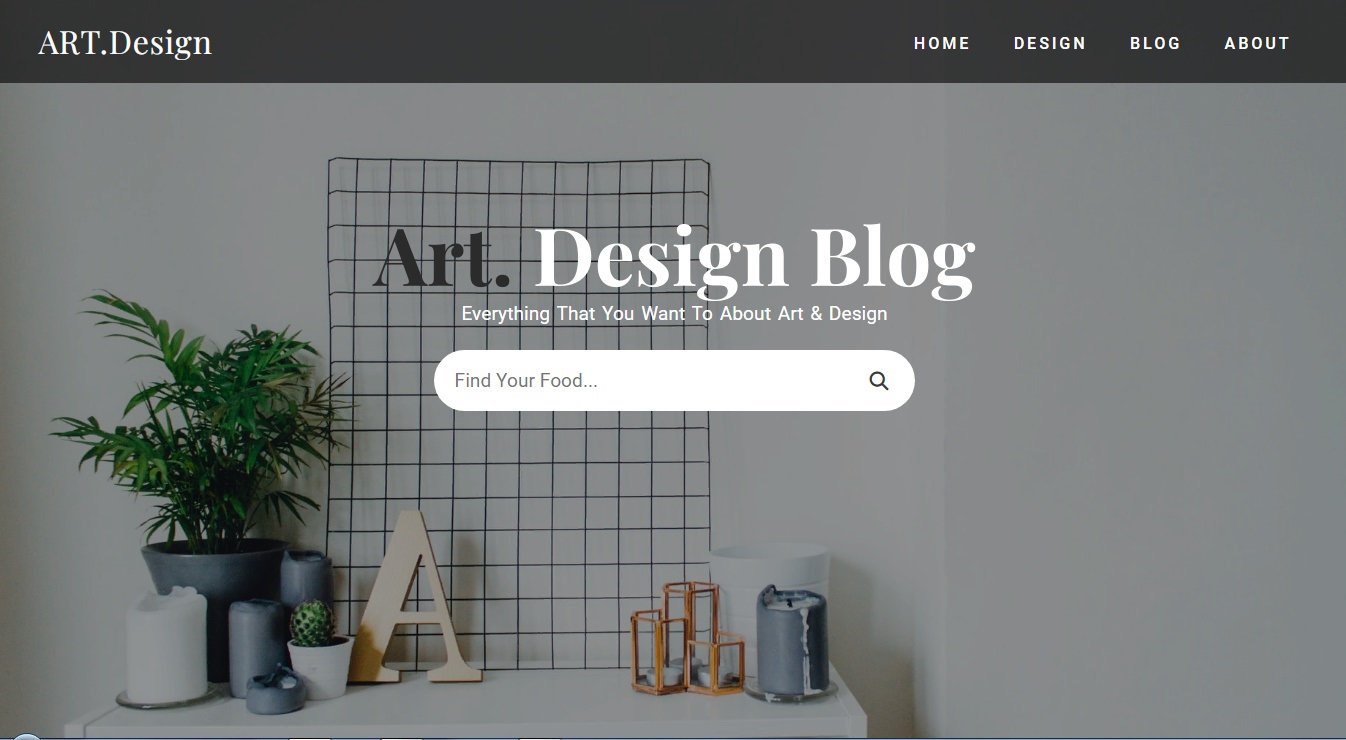 ART.Design
HOME DESIGN BLOG ABOUT
Art. Design Blog
Everything That You Want To About Art & Design
Find Your Food...
A